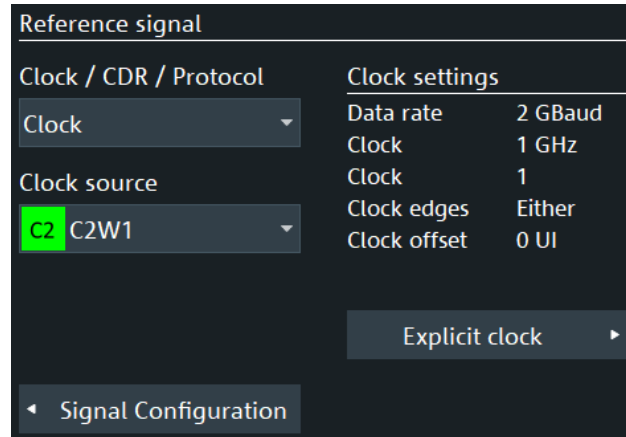 Reference signal
Clock / CDR / Protocol
Clock
Clock source
C2 C2W1
Clock settings
Data rate 2 GBaud
Clock 1 GHz
Clock 1
Clock edges Either
Clock offset 0 UI
Explicit clock
Signal Configuration